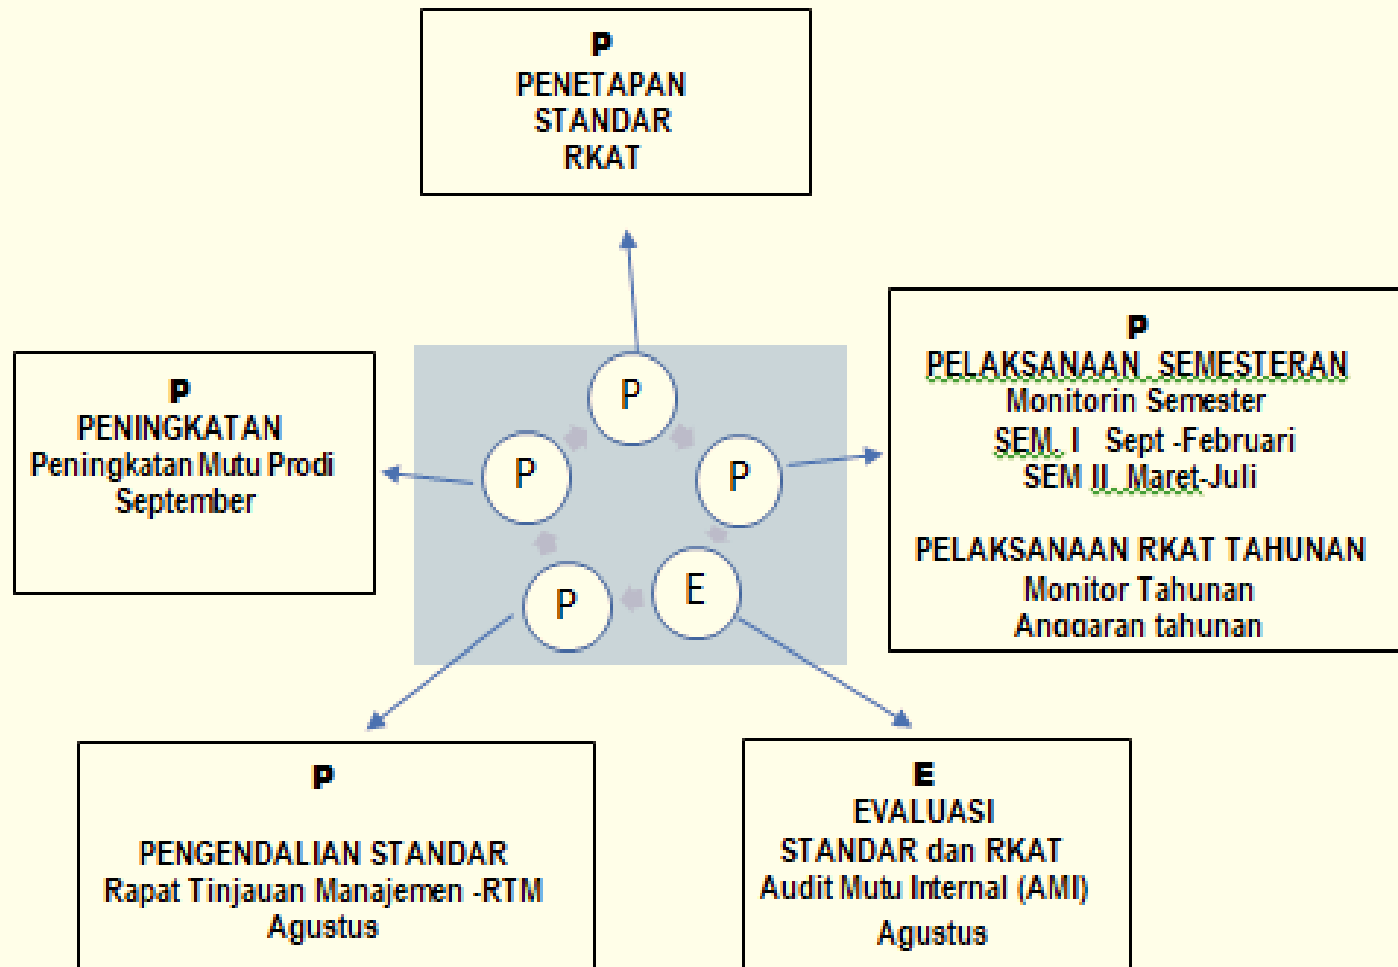 P
PENETAPAN
STANDAR
RKAT
P
PELAKSANAAN SEMESTERAN
Monitorin Semester
SEM. I Sept -Februari
SEM II Maret-Juli
PELAKSANAAN RKAT TAHUNAN
Monitor Tahunan
Anggaran tahunan
P
PENINGKATAN
Peningkatan Mutu Prodi
September
P
P
P
P
E
P
PENGENDALIAN STANDAR
Rapat Tinjauan Manajemen -RTM
Agustus
E
EVALUASI
STANDAR dan RKAT
Audit Mutu Internal (AMI)
Agustus